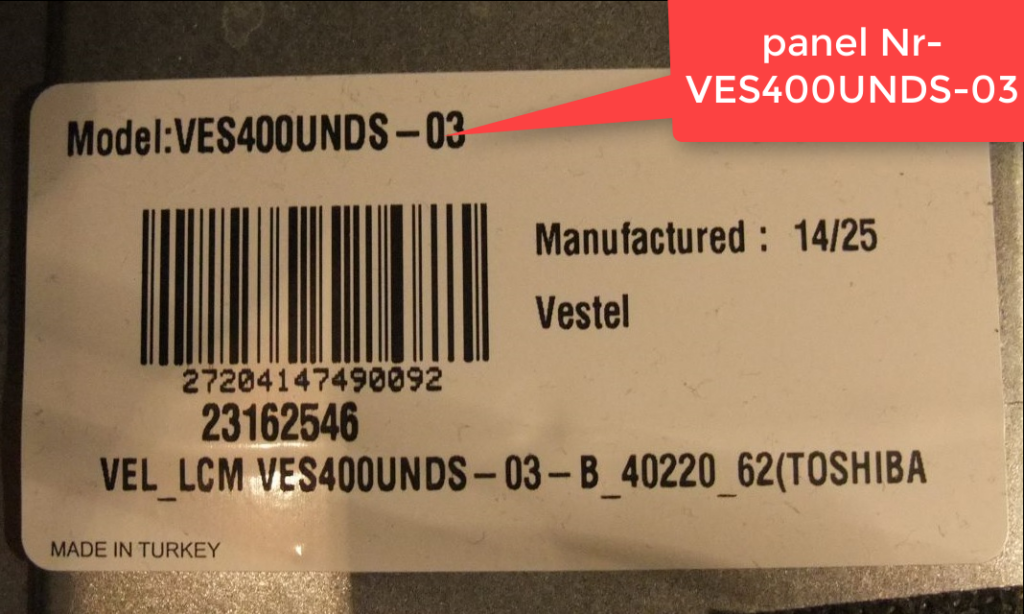 panel Nr-
VES400UNDS-03
Model:VES400UNDS-03
Manufactured : 14/25
Vestel
27204147490092
23162546
VEL_LCM VES400UNDS-03-B_40220_62(TOSHIBA
MADE IN TURKEY